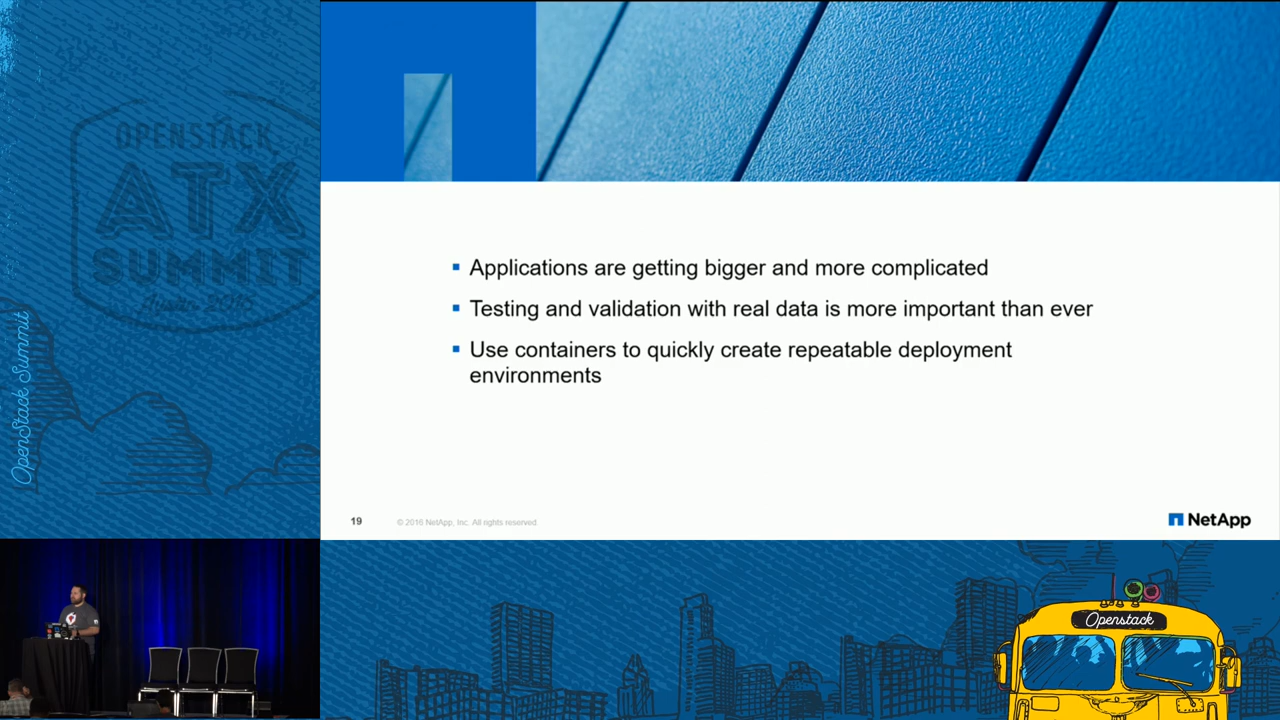 OPENSTACK
ATX
SUMMIT
Austin 2016
OpenStack Summit
Applications are getting bigger and more complicated
Testing and validation with real data is more important than ever
Use containers to quickly create repeatable deployment
environments
19
© 2016 NetApp, Inc. All rights reserved
NetApp
Openstack